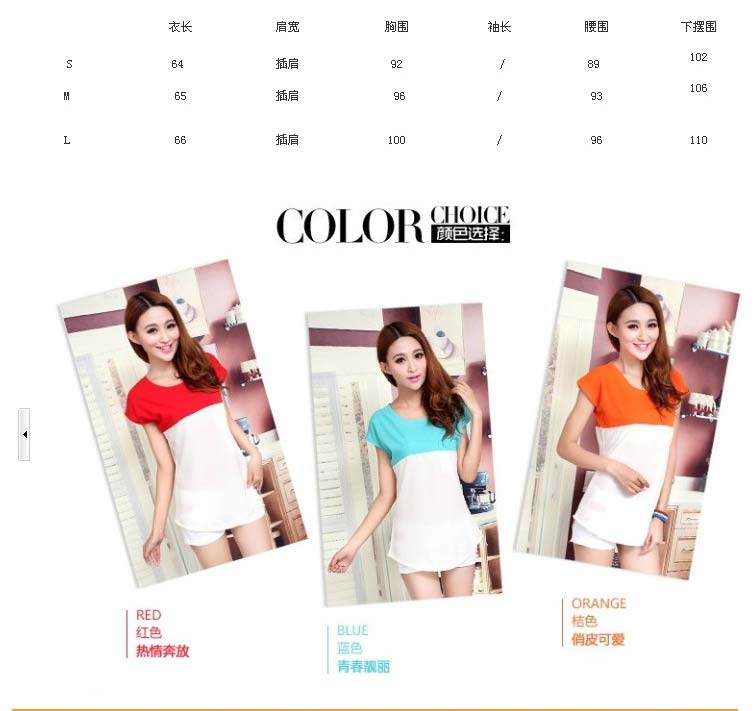 衣长 肩宽 胸围 袖长 腰围 下摆围
S 64 插肩 92 / 89 102
M 65 插肩 96 / 93 106
L 66 插肩 100 / 96 110
COLOR CHOICE
颜色选择:
RED
红色
热情奔放
BLUE
蓝色
青春靓丽
ORANGE
桔色
俏皮可爱